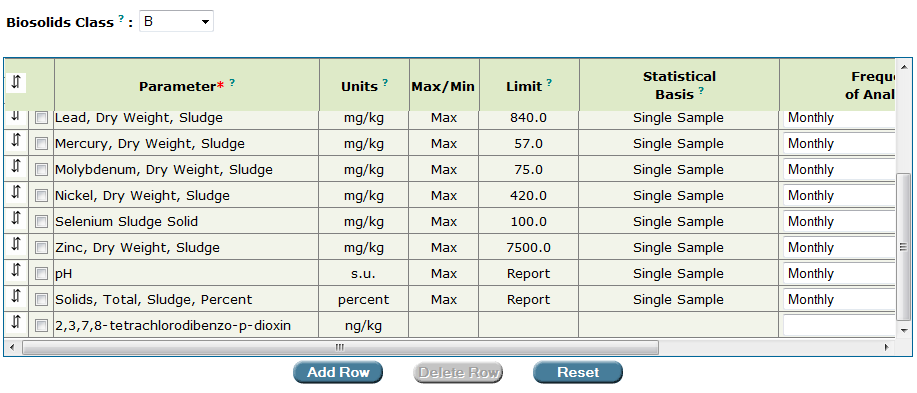 Biosolids Class ? : B
Parameter* ? Units ? Max/Min Limit ? Statistical Basis ? Frequ of Anal
Lead, Dry Weight, Sludge mg/kg Max 840.0 Single Sample Monthly
Mercury, Dry Weight, Sludge mg/kg Max 57.0 Single Sample Monthly
Molybdenum, Dry Weight, Sludge mg/kg Max 75.0 Single Sample Monthly
Nickel, Dry Weight, Sludge mg/kg Max 420.0 Single Sample Monthly
Selenium Sludge Solid mg/kg Max 100.0 Single Sample Monthly
Zinc, Dry Weight, Sludge mg/kg Max 7500.0 Single Sample Monthly
pH s.u. Max Report Single Sample Monthly
Solids, Total, Sludge, Percent percent Max Report Single Sample Monthly
2,3,7,8-tetrachlorodibenzo-p-dioxin ng/kg
Add Row Delete Row Reset